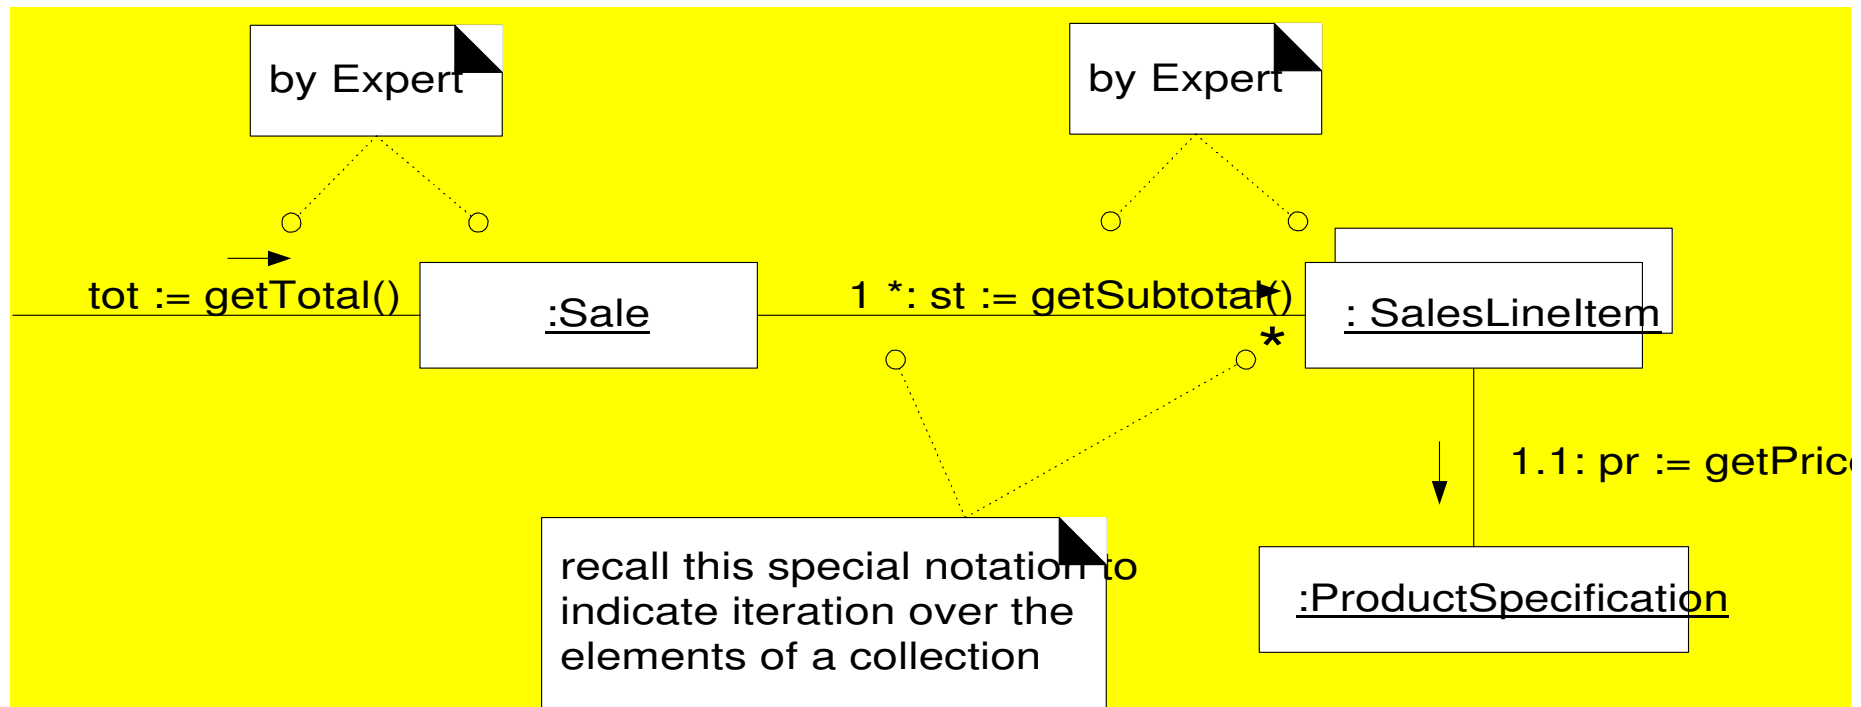 by Expert
by Expert
tot := getTotal()
:Sale
1 *: st := getSubtotal()
: SalesLineItem
*
1.1: pr := getPric
recall this special notation to
indicate iteration over the
elements of a collection
:ProductSpecification